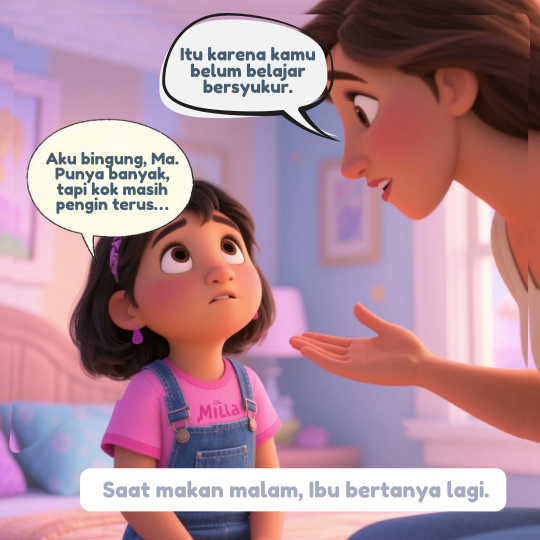 Itu karena kamu
belum belajar
bersyukur.
Aku bingung, Ma.
Punya banyak,
tapi kok masih
pengin terus...
Milla
Saat makan malam, Ibu bertanya lagi.